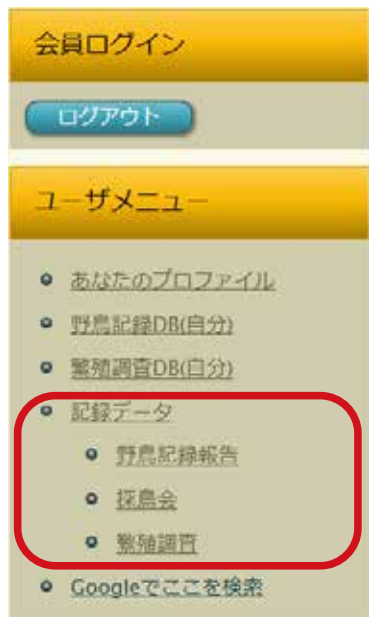 会員ログイン
ログアウト
ユーザメニュー
あなたのプロファイル
野鳥記録DB(自分)
繁殖調査DB(自分)
記録データ
野鳥記録報告
探鳥会
繁殖調査
Googleでここを検索